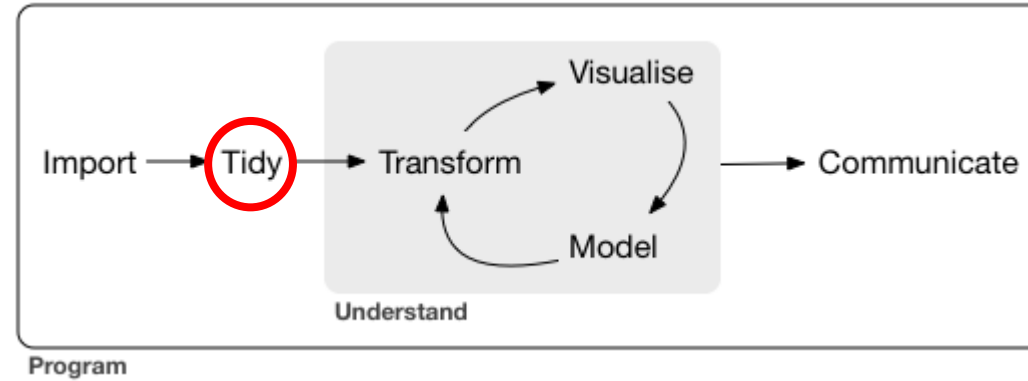 Visualise
Import Tidy Transform Communicate
Model
Understand
Program